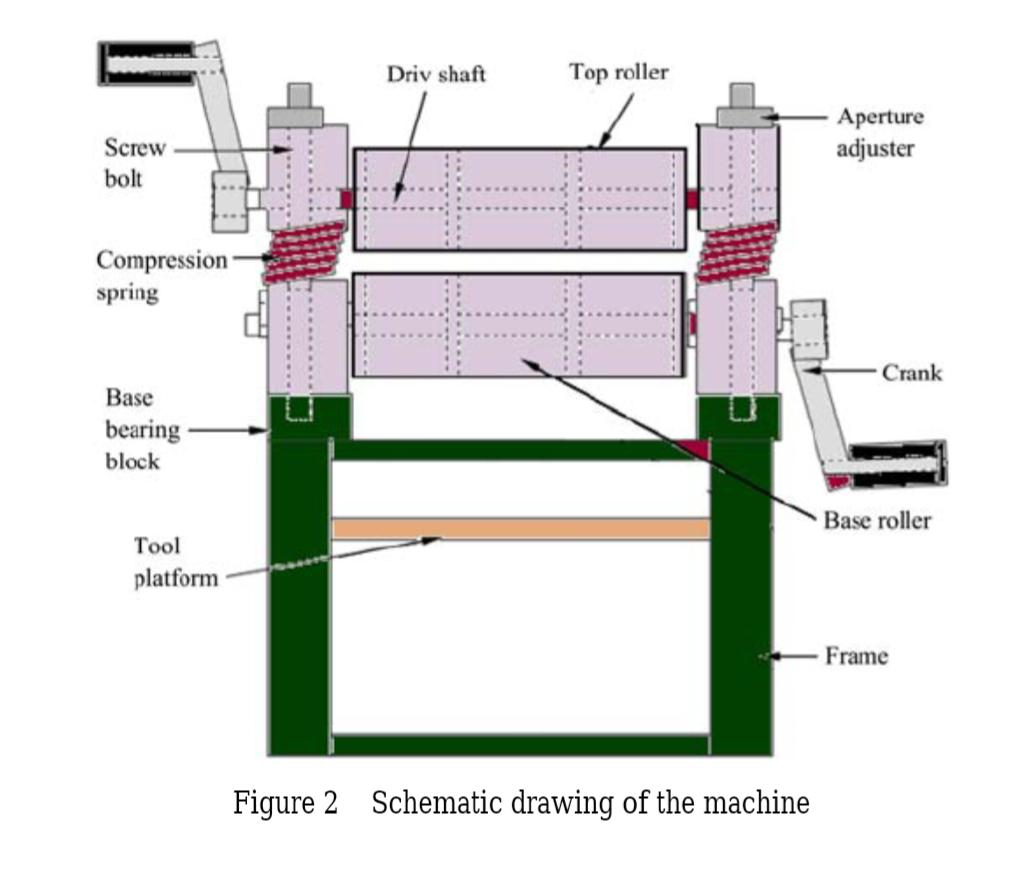 Driv shaft
Top roller
Aperture
adjuster
Screw
bolt
Compression
spring
Crank
Base
bearing
block
Base roller
Tool
platform
Frame
Figure 2 Schematic drawing of the machine